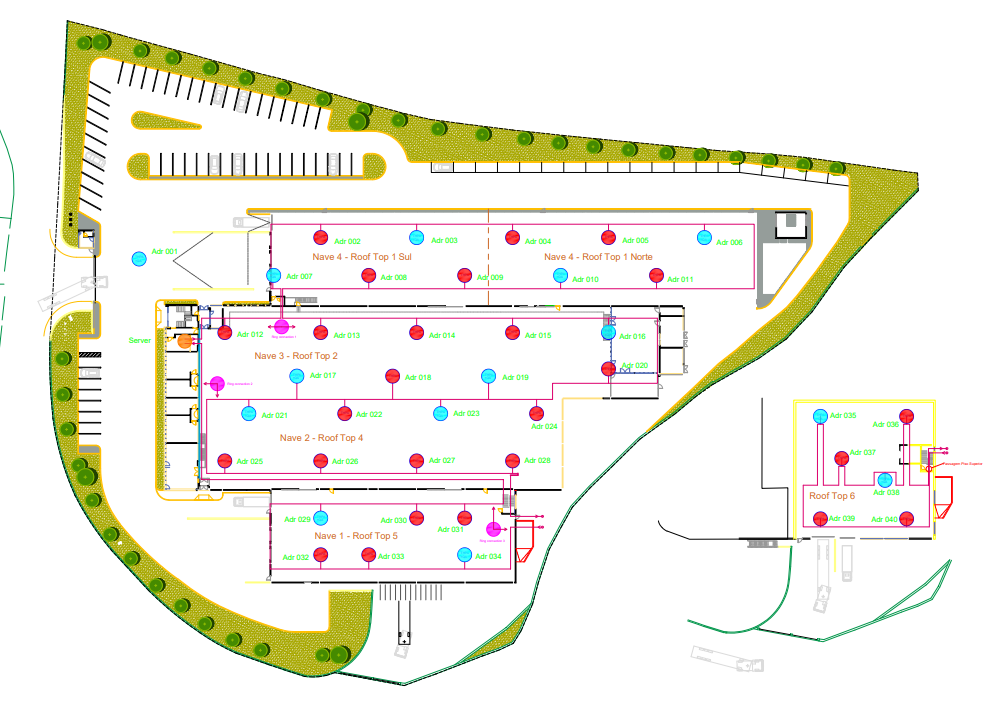 Adr 001
Adr 002
Adr 003
Adr 004
Adr 005
Adr 006
Nave 4 - Roof Top 1 Sul
Nave 4 - Roof Top 1 Norte
Adr 007
Adr 008
Adr 009
Adr 010
Adr 011
Server
Adr 012
Adr 013
Adr 014
Adr 015
Adr 016
Nave 3 - Roof Top 2
Adr 017
Adr 018
Adr 019
Adr 020
Adr 021
Adr 022
Adr 023
Adr 024
Nave 2 - Roof Top 4
Adr 025
Adr 026
Adr 027
Adr 028
Adr 029
Adr 030
Adr 031
Nave 1 - Roof Top 5
Adr 032
Adr 033
Adr 034
Adr 035
Adr 036
Adr 037
Adr 038
Roof Top 6
Adr 039
Adr 040